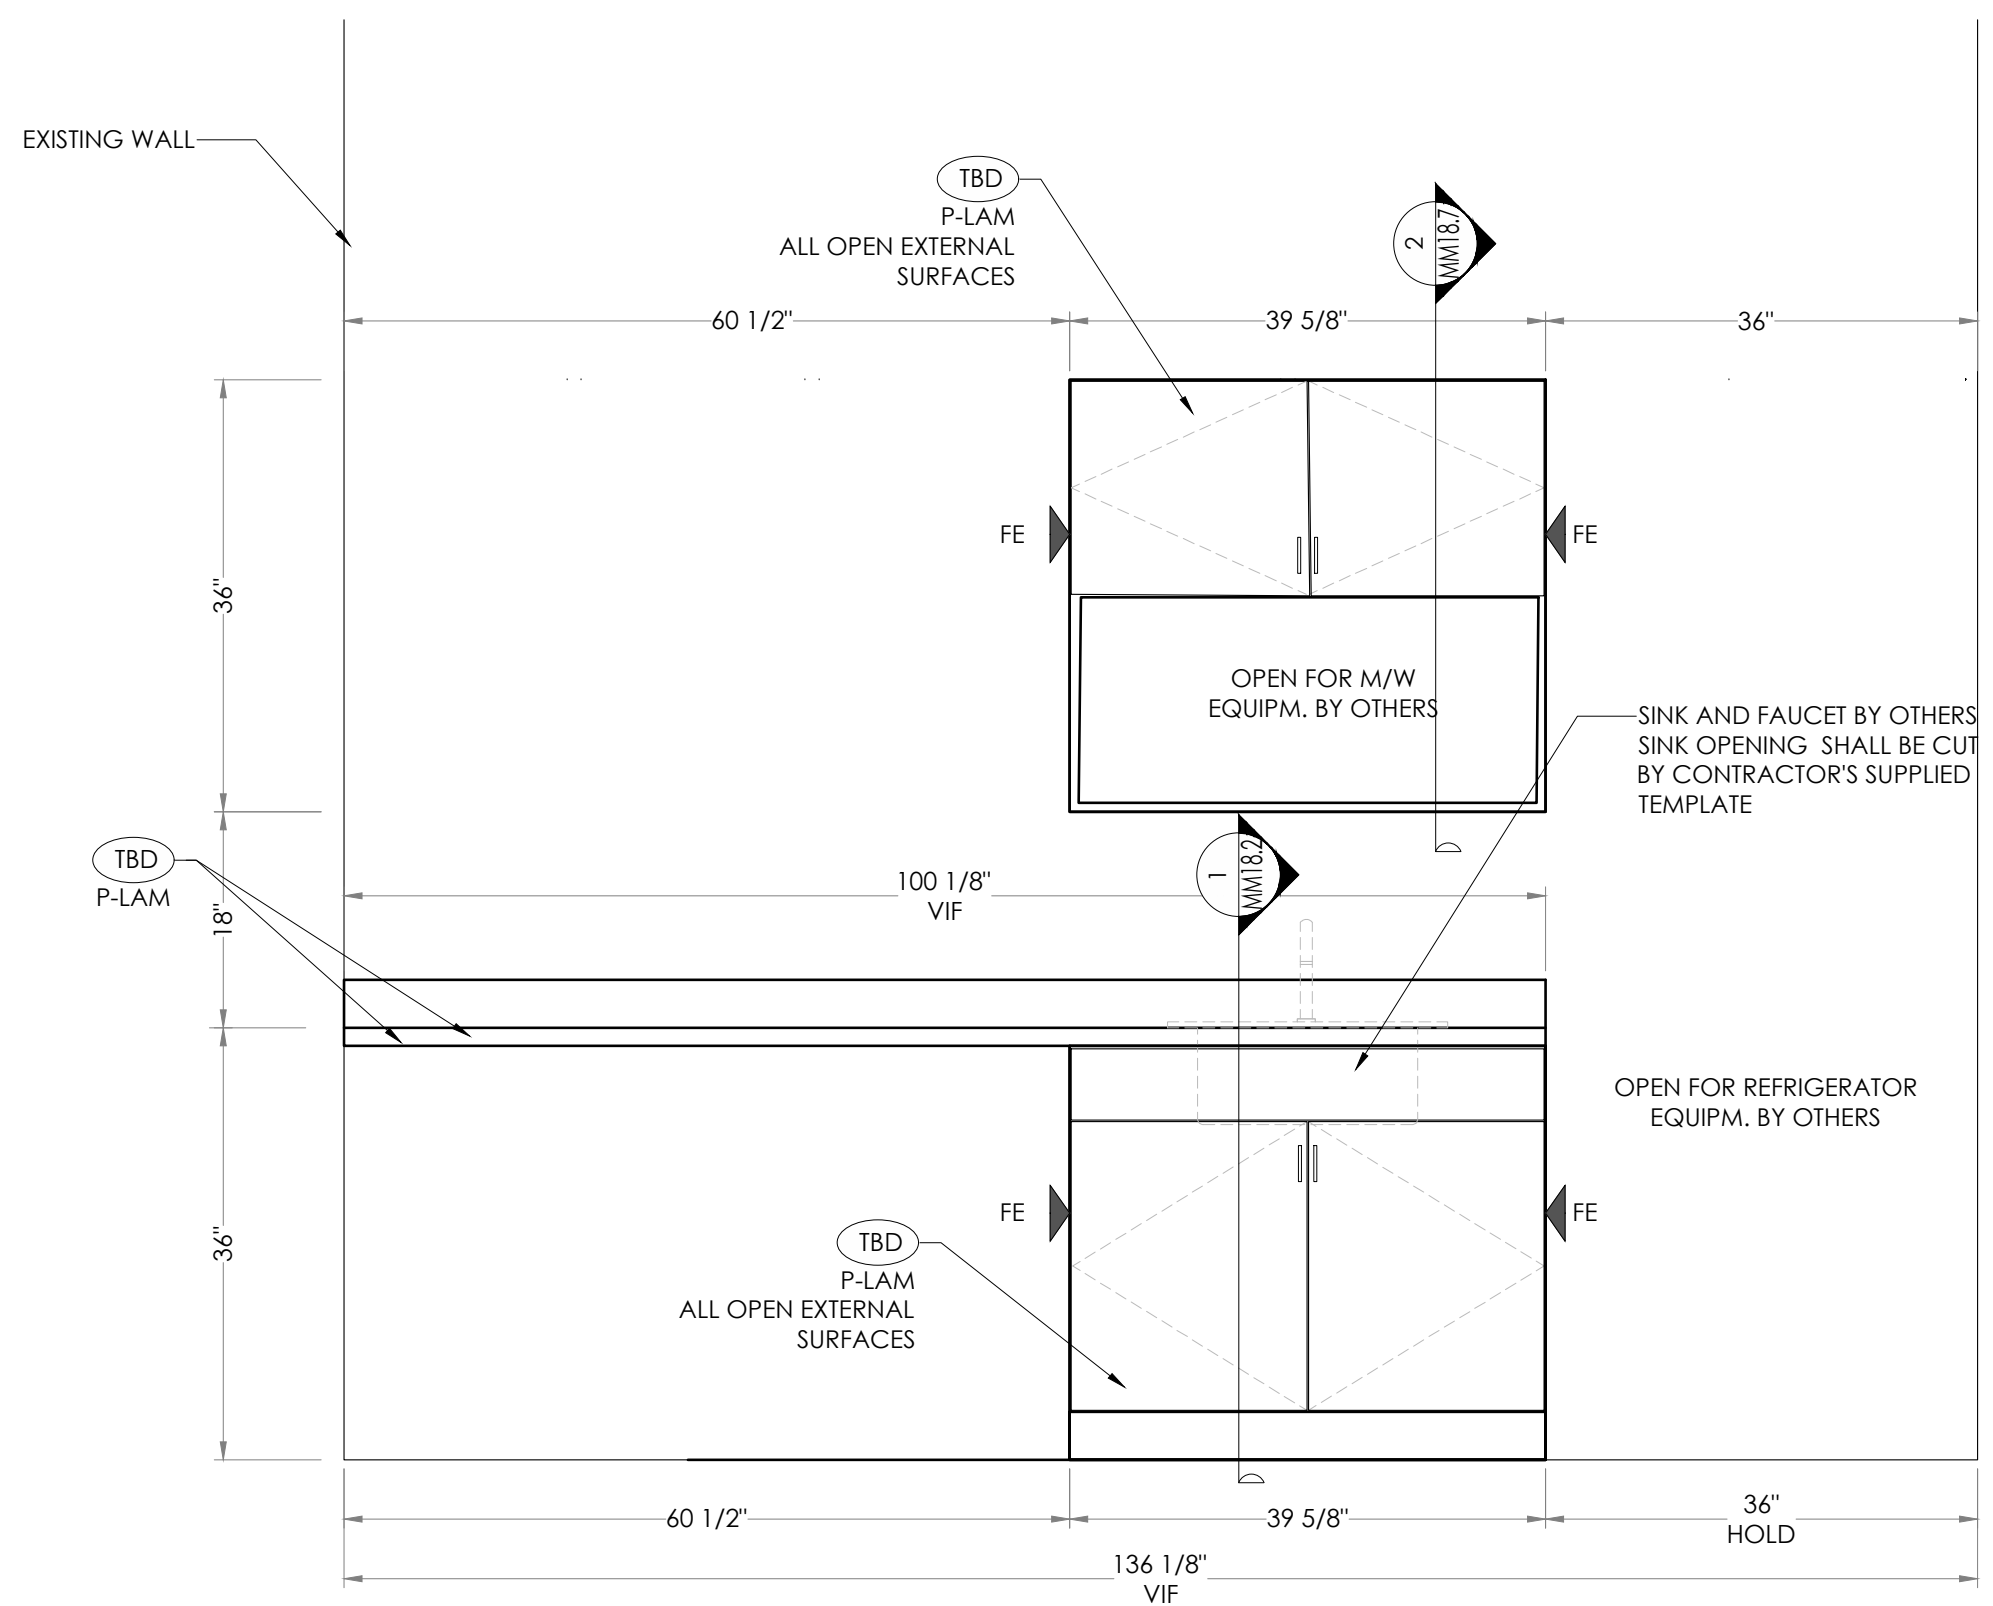 EXISTING WALL
TBD
P-LAM
ALL OPEN EXTERNAL
SURFACES
2
MM18.7
60 1/2"
39 5/8"
36"
FE
FE
36"
OPEN FOR M/W
EQUIPM. BY OTHERS
SINK AND FAUCET BY OTHERS
SINK OPENING SHALL BE CUT
BY CONTRACTOR'S SUPPLIED
TEMPLATE
TBD
P-LAM
18"
100 1/8"
VIF
1
MM18.2
OPEN FOR REFRIGERATOR
EQUIPM. BY OTHERS
FE
FE
36"
TBD
P-LAM
ALL OPEN EXTERNAL
SURFACES
60 1/2"
39 5/8"
36"
HOLD
136 1/8"
VIF